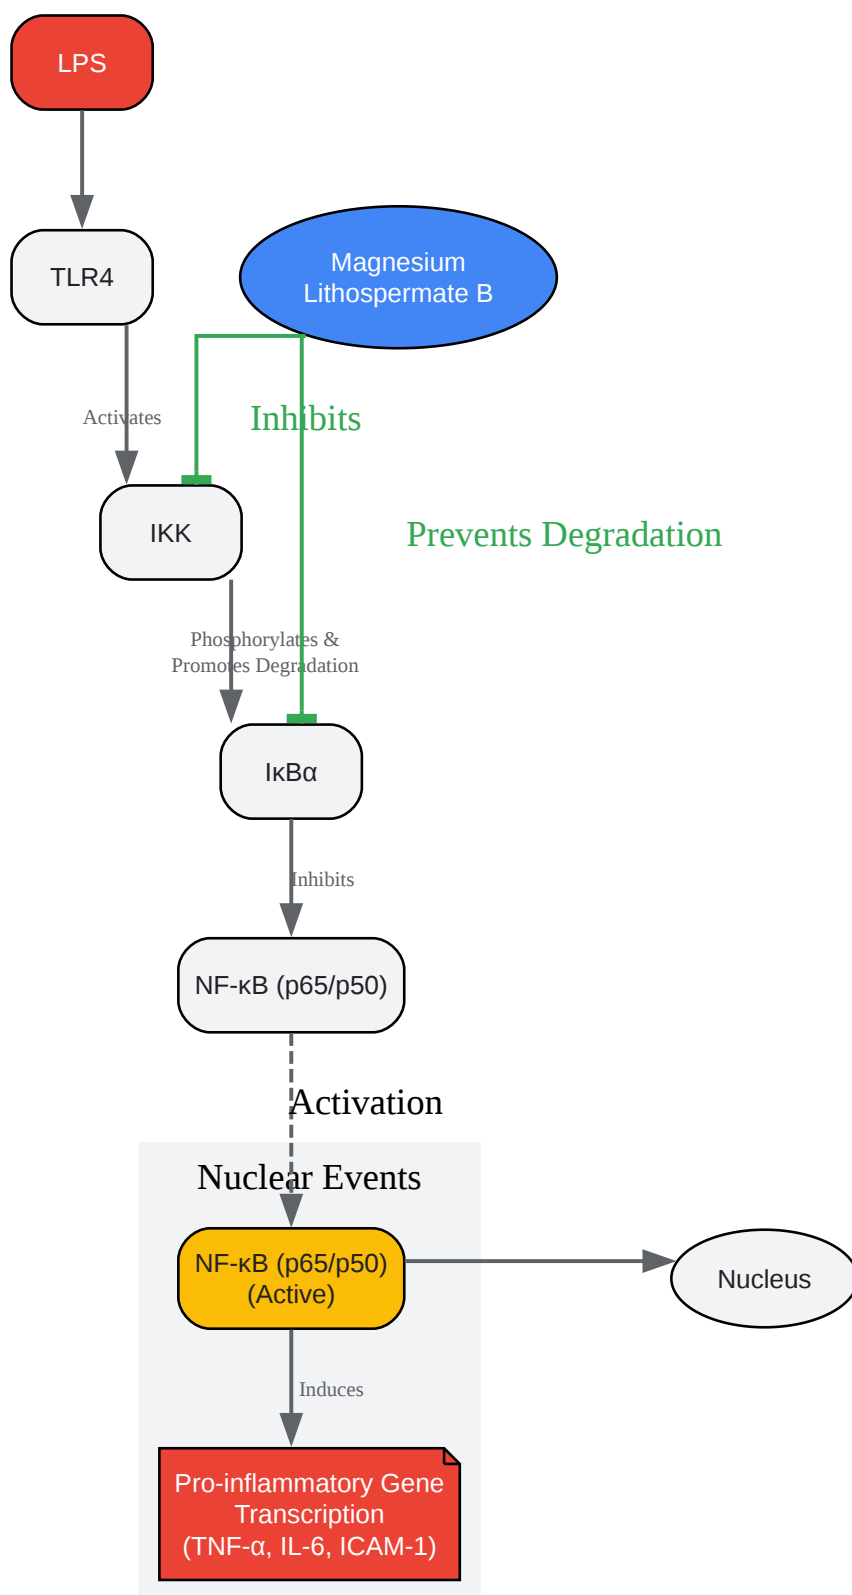 LPS
TLR4
Magnesium
Lithospermate B
Activates
Inhibits
IKK
Prevents Degradation
Phosphorylates &
Promotes Degradation
IκBα
Inhibits
NF-κB (p65/p50)
Activation
Nuclear Events
NF-κB (p65/p50)
(Active)
Nucleus
Induces
Pro-inflammatory Gene
Transcription
(TNF-α, IL-6, ICAM-1)